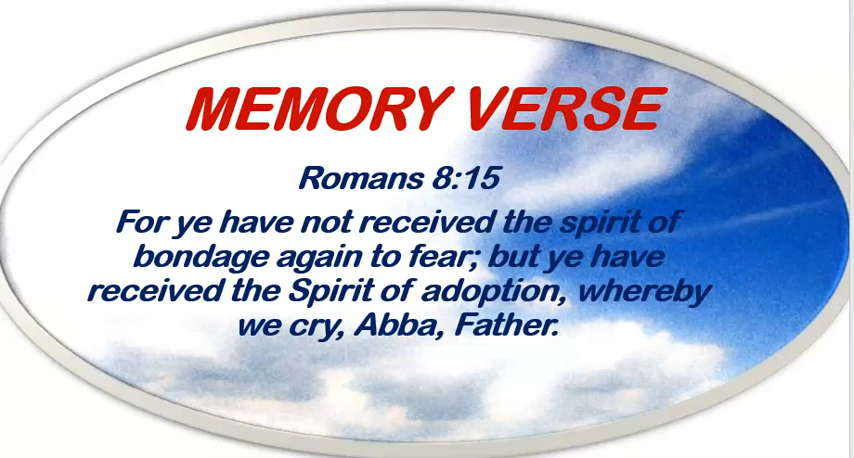 MEMORY VERSE
Romans 8:15
For ye have not received the spirit of
bondage again to fear; but ye have
received the Spirit of adoption, whereby
we cry, Abba, Father.